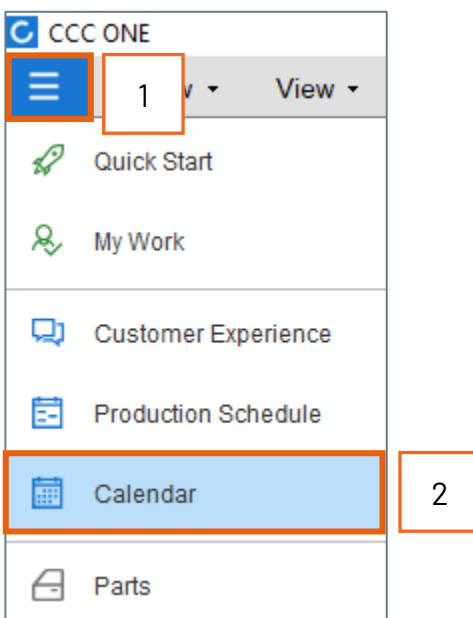 CCC ONE
1
w
View
Quick Start
My Work
Customer Experience
Production Schedule
Calendar
2
Parts